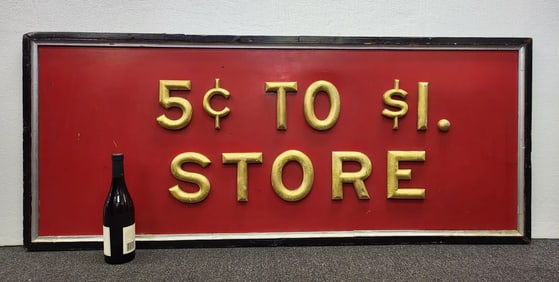 5¢ TO $1.
STORE